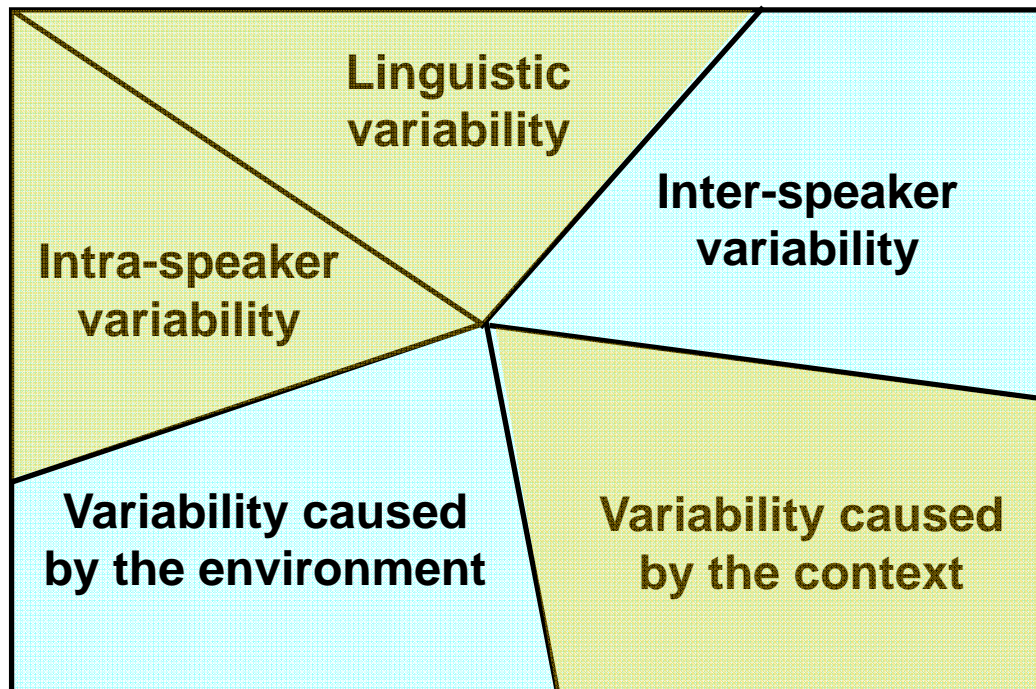 Linguistic
variability
Inter-speaker
variability
Intra-speaker
variability
Variability caused
by the environment
Variability caused
by the context